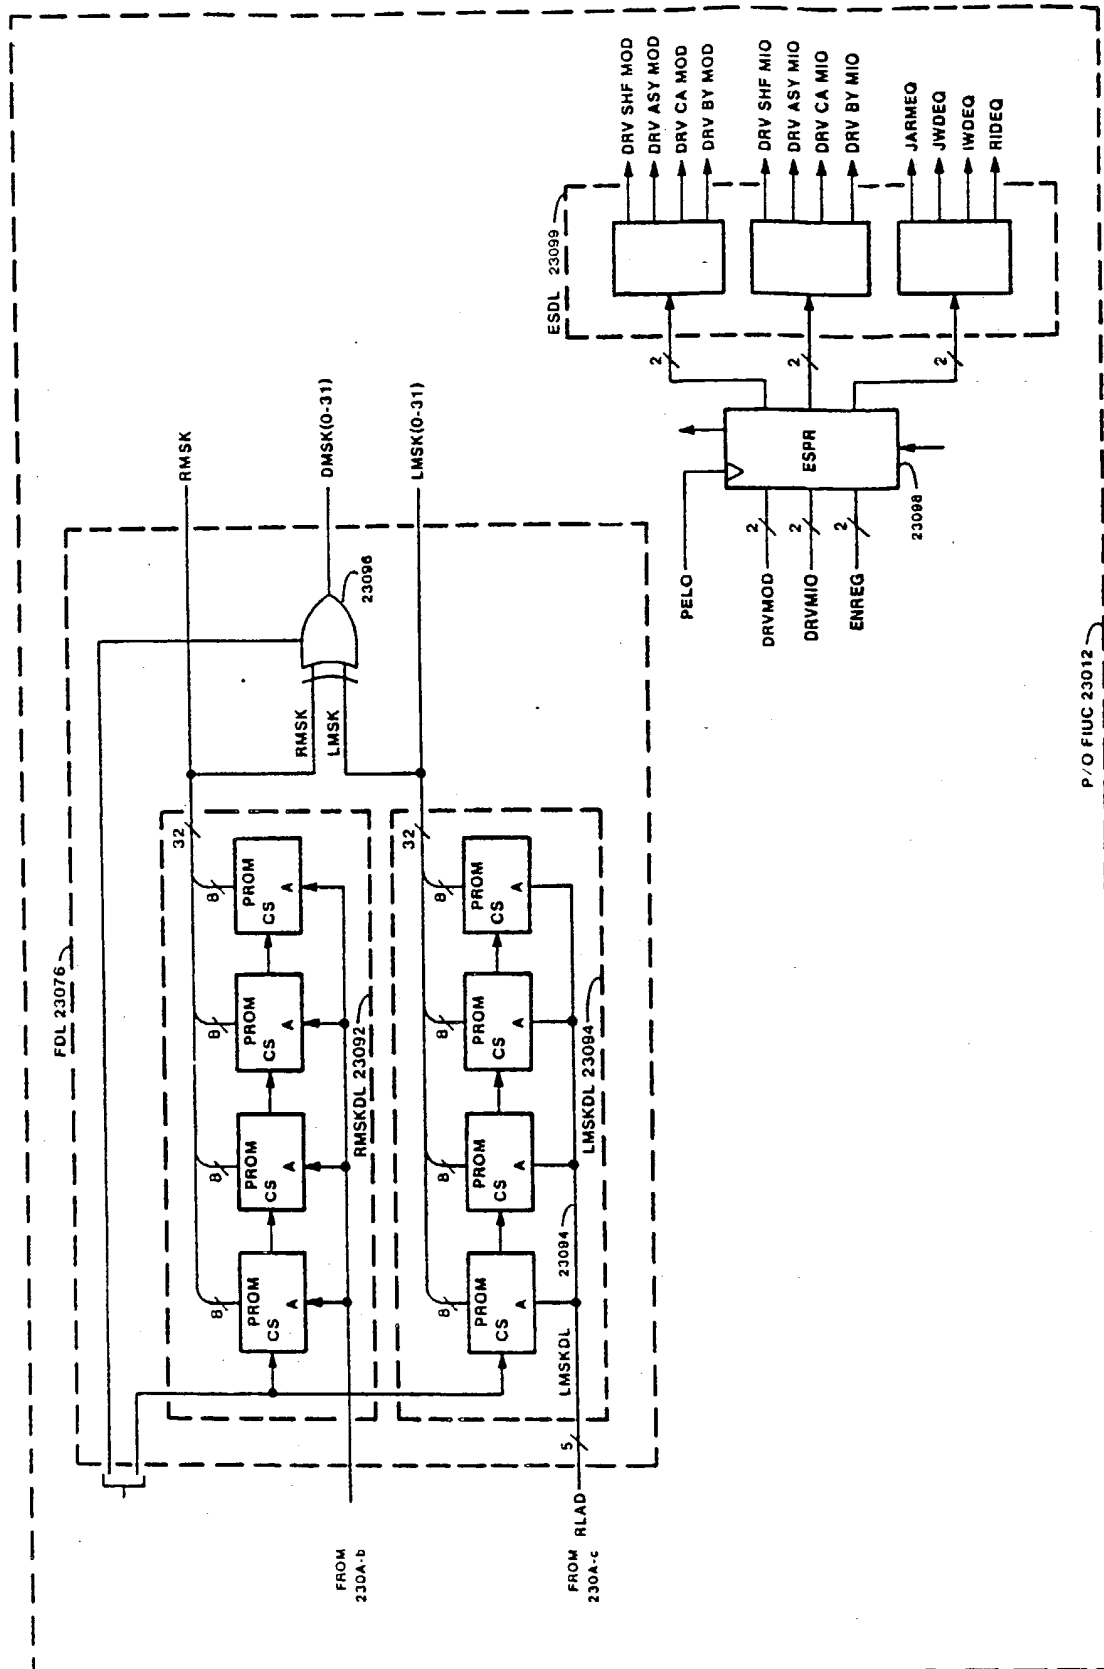 FDL 23076
32
8
PROM
CS
A
8
PROM
CS
A
8
PROM
CS
A
8
PROM
CS
A
RMSKDL 23092
RMSK
RMSK
LMSK
23096
DMSK(0-31)
LMSK(0-31)
32
8
PROM
CS
A
8
PROM
CS
A
8
PROM
CS
A
8
PROM
CS
A
LMSKDL
23094
LMSKDL 23094
FROM
230A-b
5
RLAD
FROM
230A-c
PELO
DRVMOD
2
DRVMIO
2
ENREG
2
ESPR
23098
2
2
2
ESDL 23099
DRV SHF MOD
DRV ASY MOD
DRV CA MOD
DRV BY MOD
DRV SHF MIO
DRV ASY MIO
DRV CA MIO
DRV BY MIO
JARMEQ
JWDEQ
IWDEQ
RIDEQ
P/O FIUC 23012